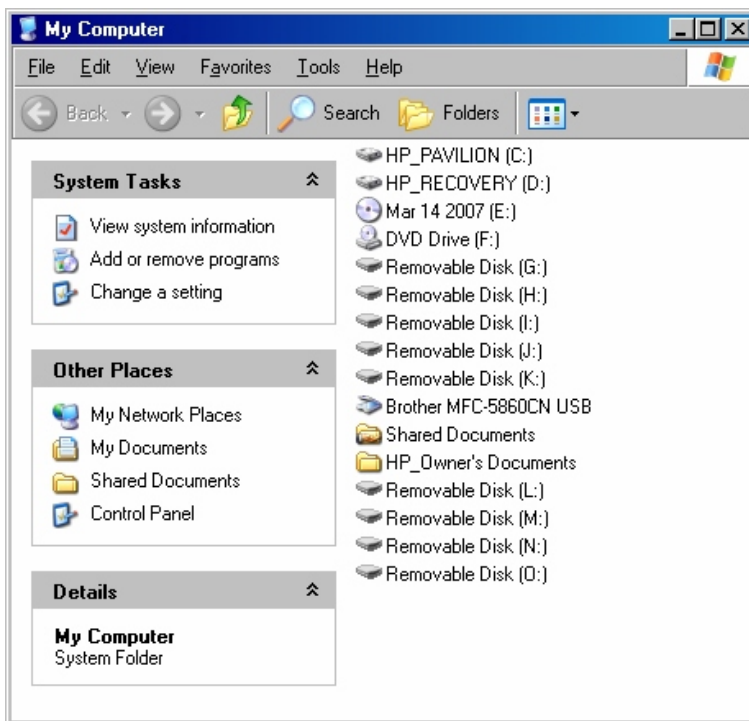 My Computer
File Edit View Favorites Tools Help
Back Search Folders
System Tasks
View system information
Add or remove programs
Change a setting
Other Places
My Network Places
My Documents
Shared Documents
Control Panel
Details
My Computer
System Folder
HP_PAVILION (C:)
HP_RECOVERY (D:)
Mar 14 2007 (E:)
DVD Drive (F:)
Removable Disk (G:)
Removable Disk (H:)
Removable Disk (I:)
Removable Disk (J:)
Removable Disk (K:)
Brother MFC-5860CN USB
Shared Documents
HP_Owner's Documents
Removable Disk (L:)
Removable Disk (M:)
Removable Disk (N:)
Removable Disk (O:)